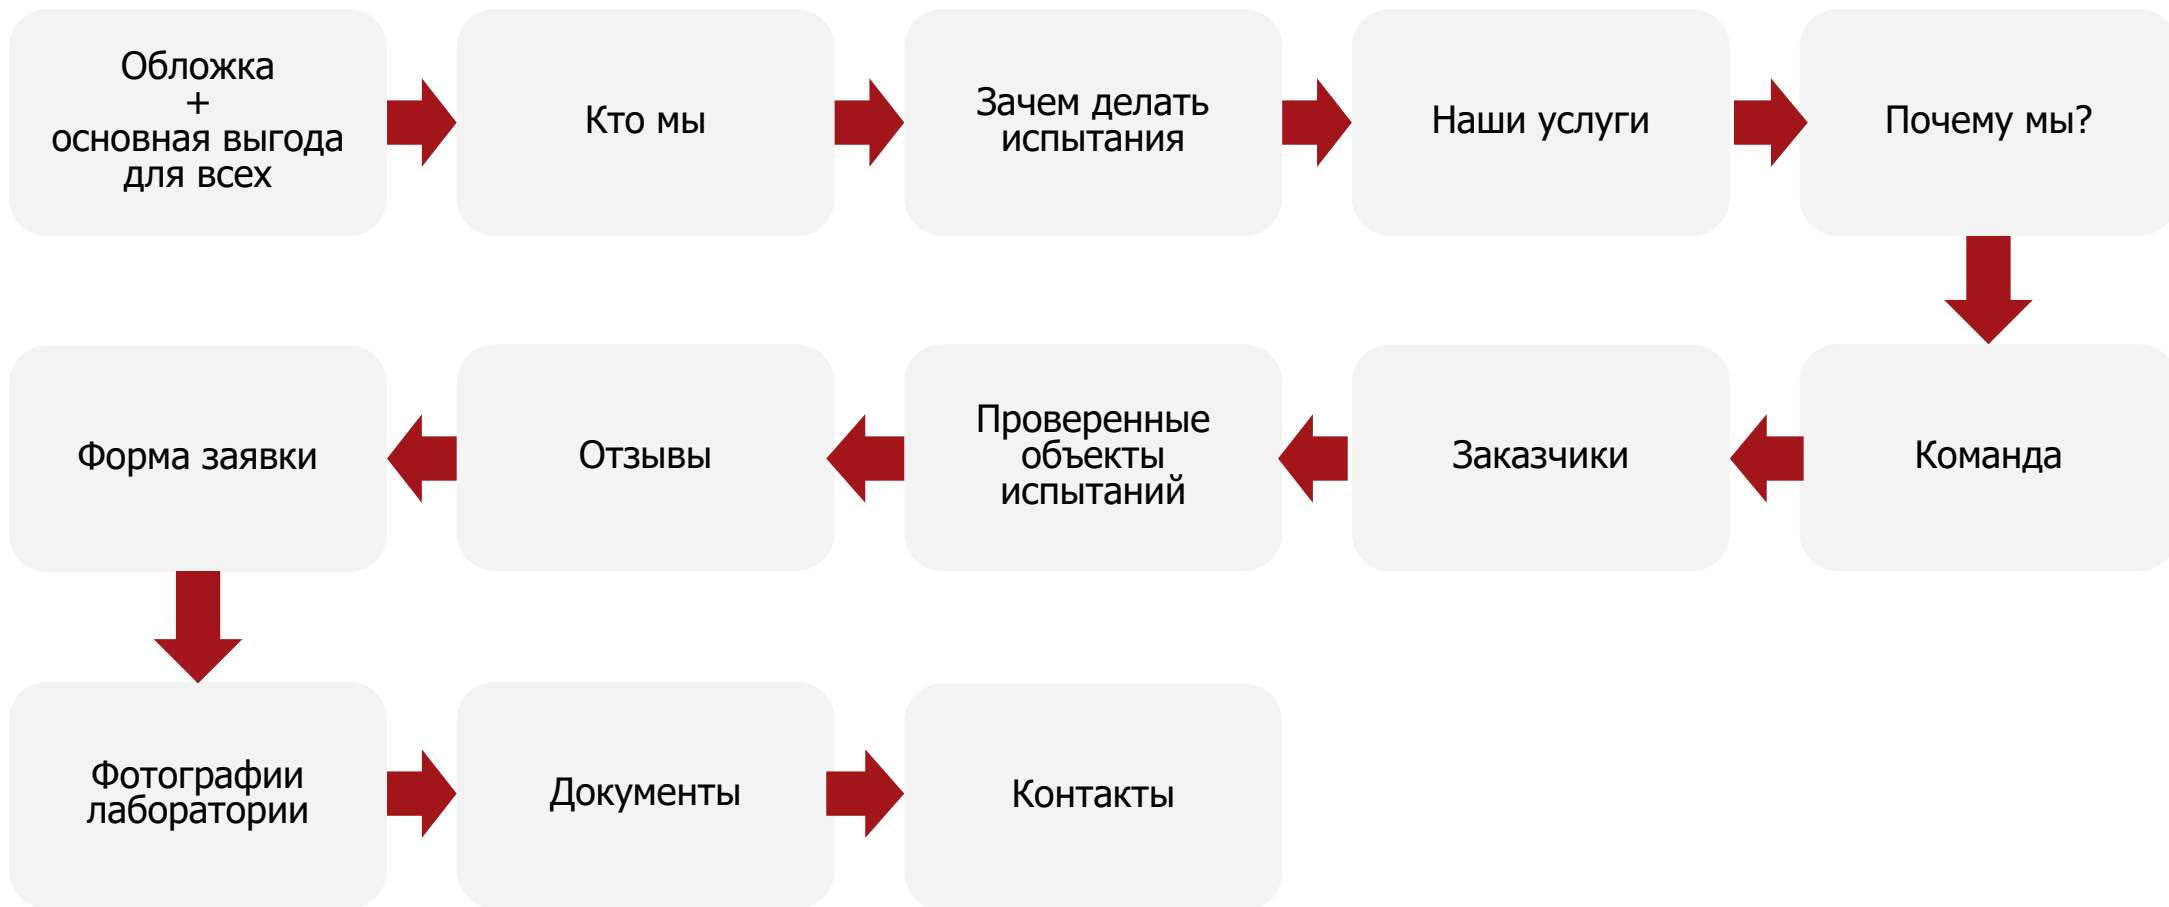 Обложка
+
основная выгода
для всех
Кто мы
Зачем делать
испытания
Наши услуги
Почему мы?
Команда
Заказчики
Проверенные
объекты
испытаний
Отзывы
Форма заявки
Фотографии
лаборатории
Документы
Контакты